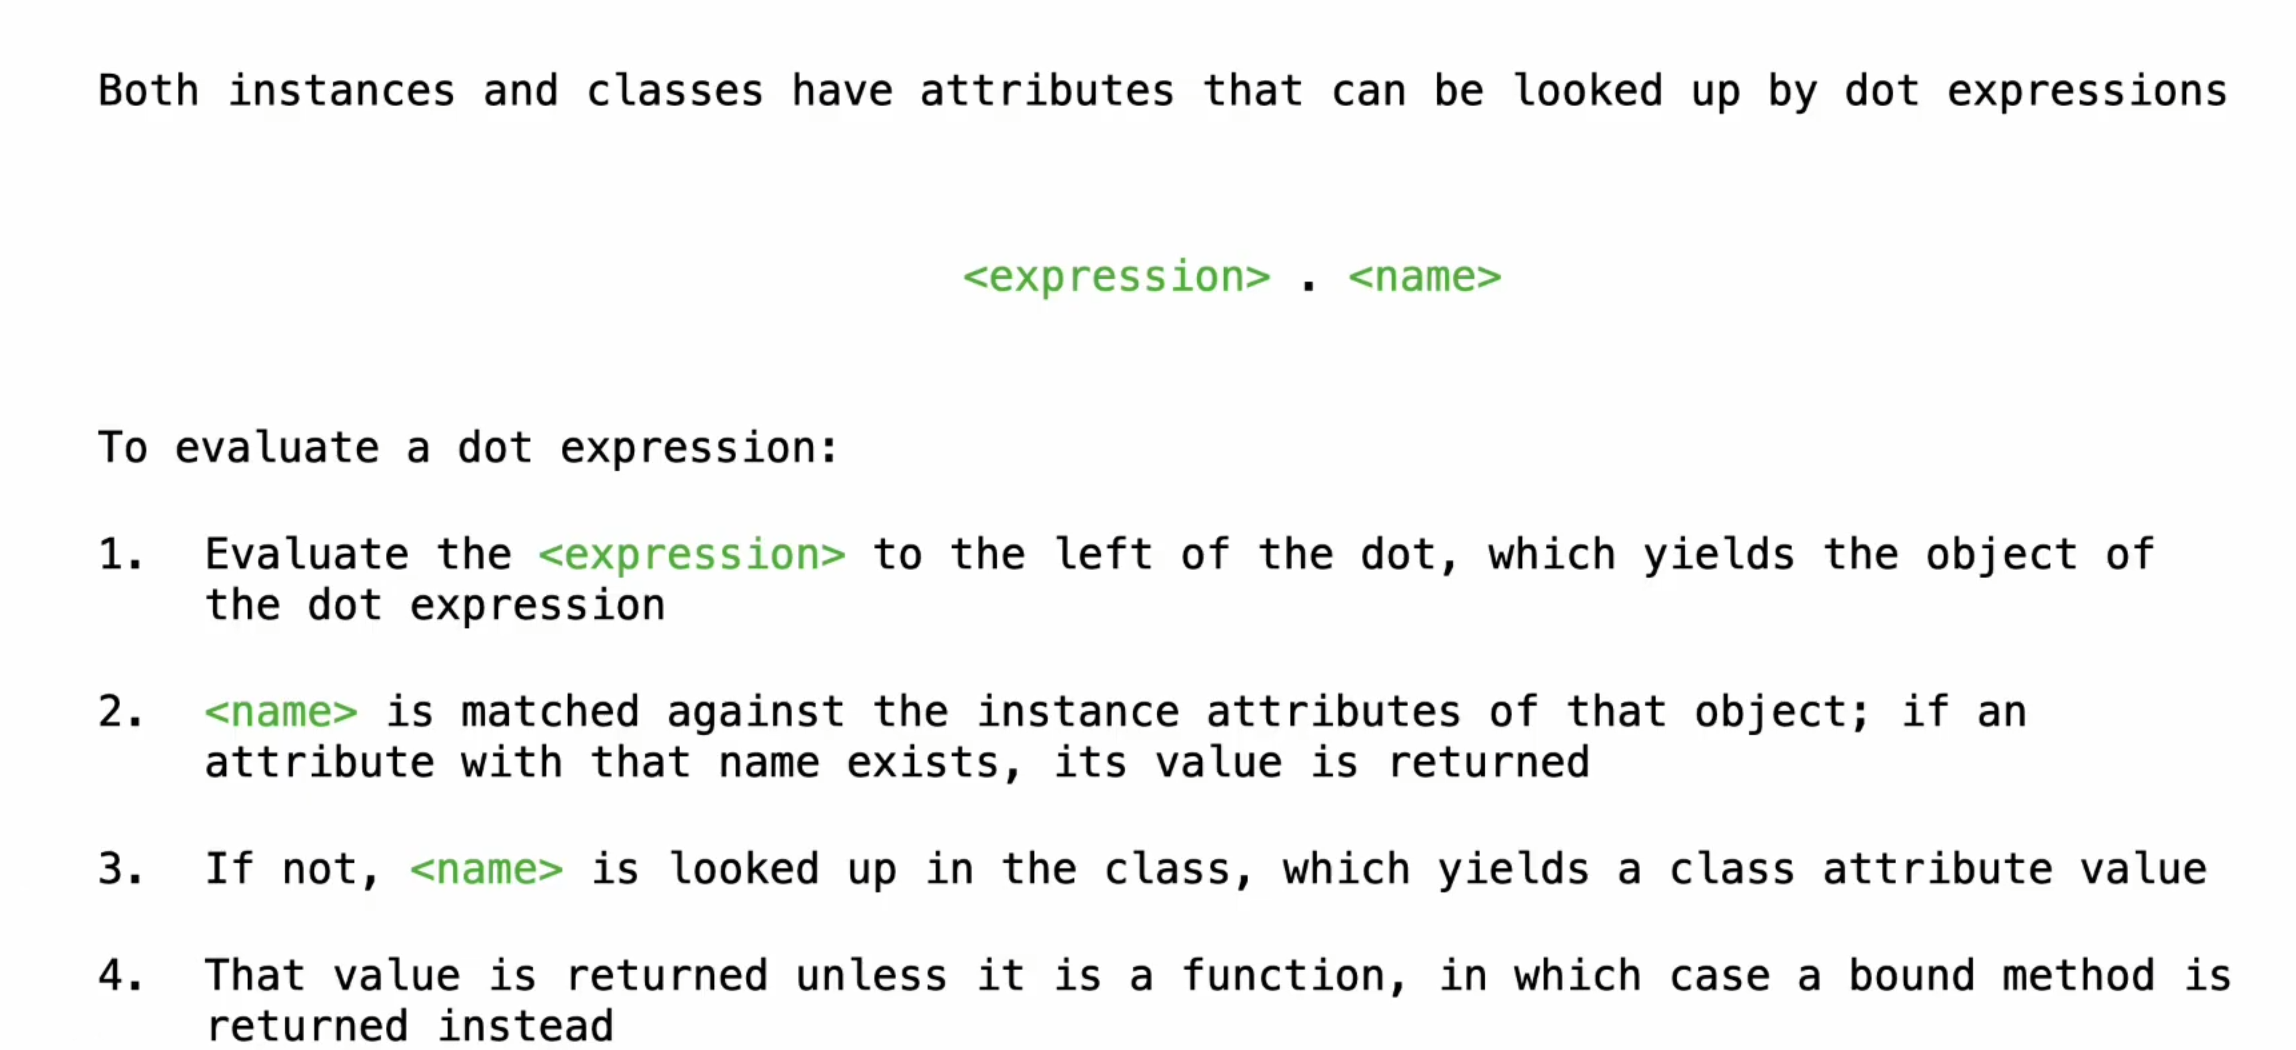 Both instances and classes have attributes that can be looked up by dot expressions
<expression> . <name>
To evaluate a dot expression:
1. Evaluate the <expression> to the left of the dot, which yields the object of
the dot expression
2. <name> is matched against the instance attributes of that object; if an
attribute with that name exists, its value is returned
3. If not, <name> is looked up in the class, which yields a class attribute value
4. That value is returned unless it is a function, in which case a bound method is
returned instead